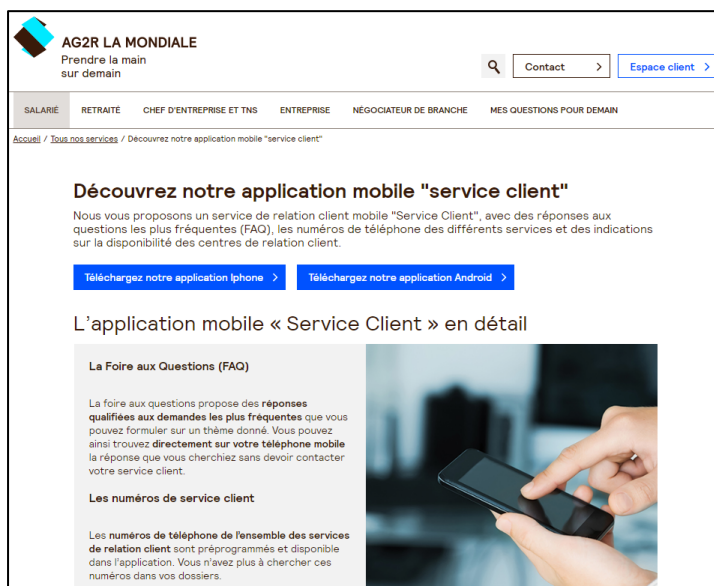 AG2R LA MONDIALE
Prendre la main
sur demain
Contact
Espace client
SALARIÉ RETRAITÉ CHEF D'ENTREPRISE ET TNS ENTREPRISE NÉGOCIATEUR DE BRANCHE MES QUESTIONS POUR DEMAIN
Accueil / Tous nos services / Découvrez notre application mobile "service client"
Découvrez notre application mobile "service client"
Nous vous proposons un service de relation client mobile "Service Client", avec des réponses aux
questions les plus fréquentes (FAQ), les numéros de téléphone des différents services et des indications
sur la disponibilité des centres de relation client.
Téléchargez notre application Iphone
Téléchargez notre application Android
L'application mobile « Service Client » en détail
La Foire aux Questions (FAQ)
La foire aux questions propose des réponses
qualifiées aux demandes les plus fréquentes que vous
pouvez formuler sur un thème donné. Vous pouvez
ainsi trouvez directement sur votre téléphone mobile
la réponse que vous cherchiez sans devoir contacter
votre service client.
Les numéros de service client
Les numéros de téléphone de l'ensemble des services
de relation client sont préprogrammés et disponible
dans l'application. Vous n'avez plus à chercher ces
numéros dans vos dossiers.